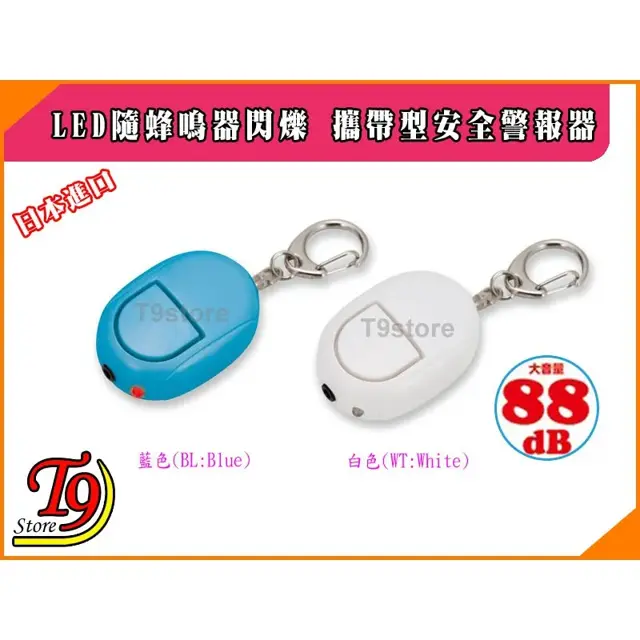 LED隨蜂鳴器閃爍 攜帶型安全警報器
日本進口
T9store
T9store
大音量
88
dB
藍色(BL:Blue)
白色(WT:White)
T9
Store